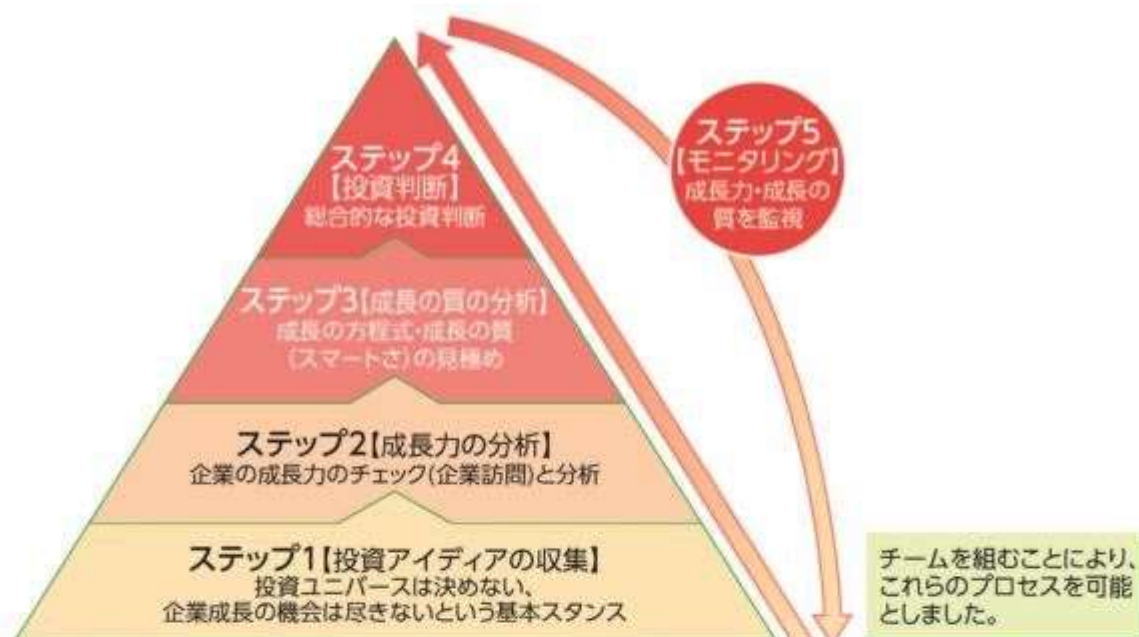 ステップ4
【投資判断】
総合的な投資判断
ステップ5
【モニタリング】
成長力・成長の
質を監視
ステップ3【成長の質の分析】
成長の方程式・成長の質
(スマートさ)の見極め
ステップ2【成長力の分析】
企業の成長力のチェック(企業訪問)と分析
ステップ1【投資アイディアの収集】
投資ユニバースは決めない、
企業成長の機会は尽きないという基本スタンス
チームを組むことにより、
これらのプロセスを可能
としました。